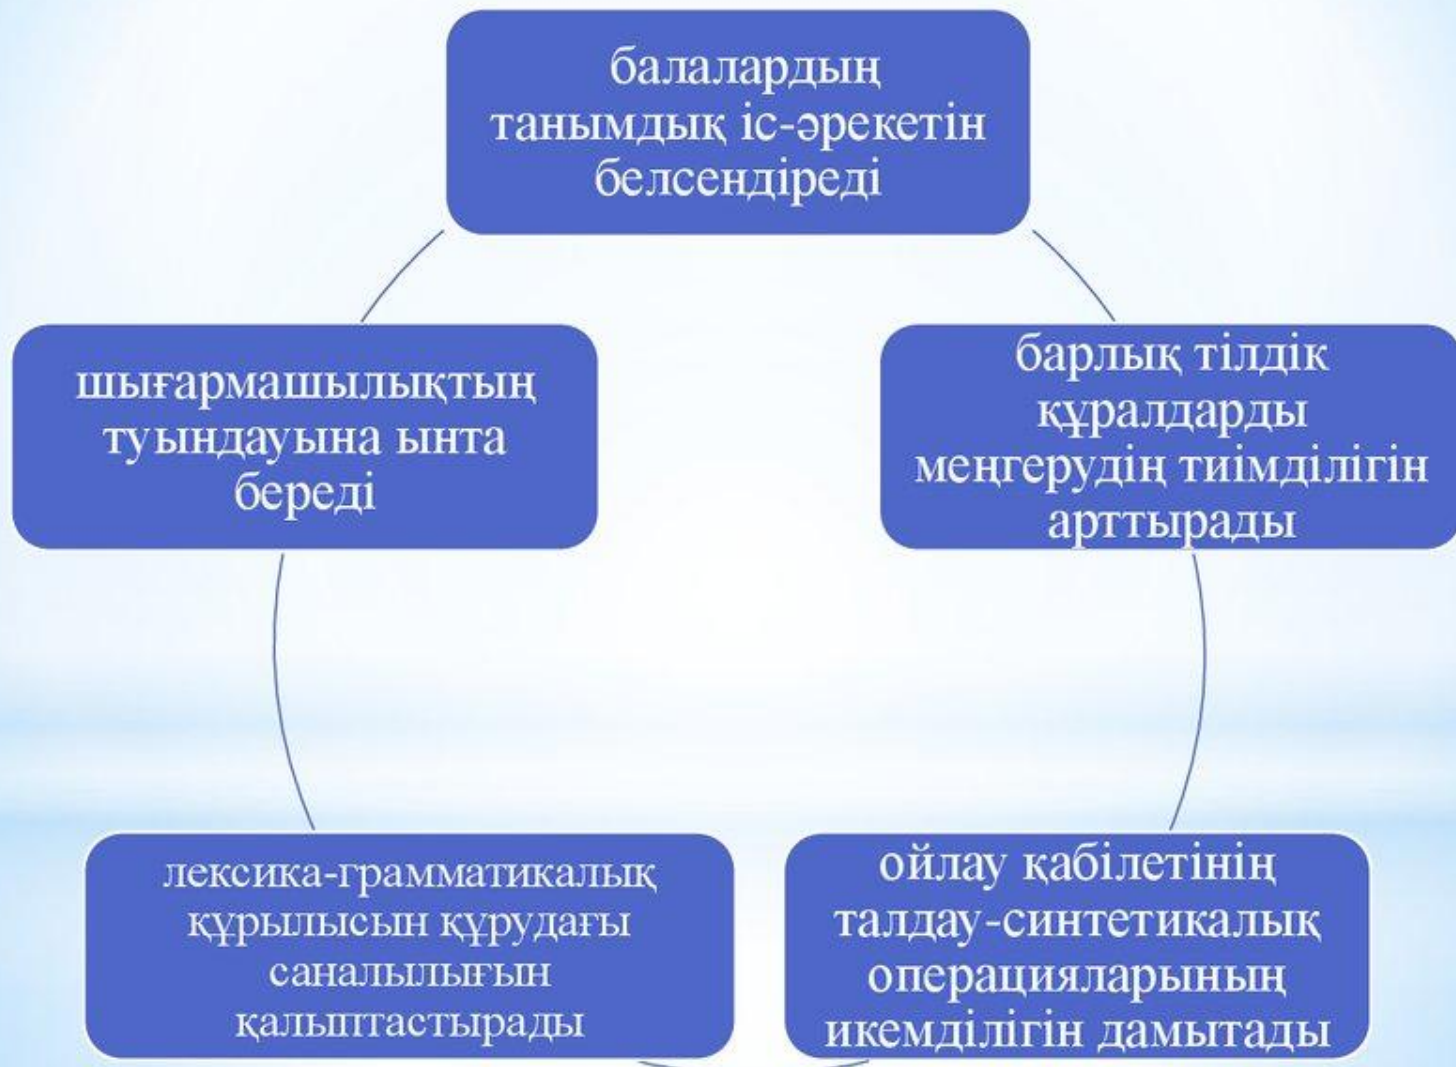 балалардың
танымдық іс-әрекетін
белсендіреді
барлық тілдік
құралдарды
меңгерудің тиімділігін
арттырады
ойлау қабілетінің
талдау-синтетикалық
операцияларының
икемділігін дамытады
лексика-грамматикалық
құрылысын құрудағы
саналылығын
қалыптастырады
шығармашылықтың
туындауына ынта
береді